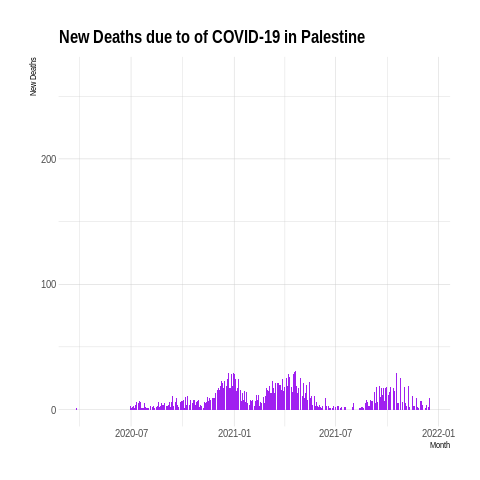 New Deaths due to of COVID-19 in Palestine
New Deaths
200
100
0
2020-07
2021-01
2021-07
2022-01
Month